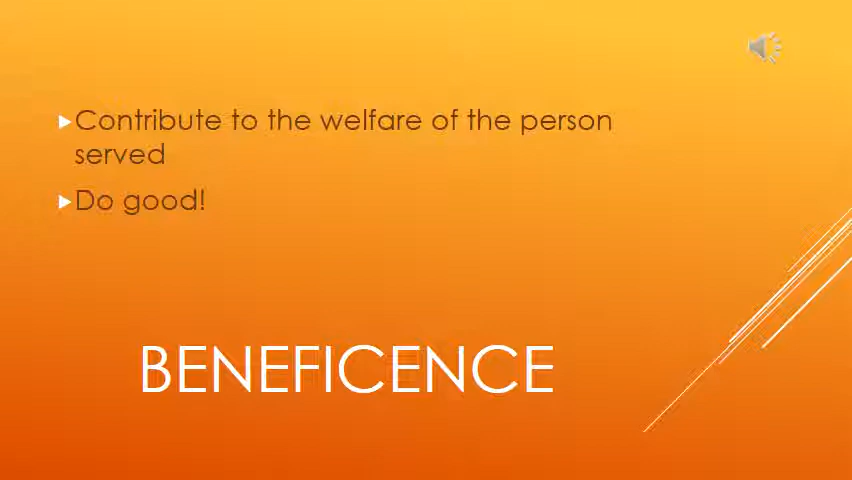 Contribute to the welfare of the person
served
Do good!
BENEFICENCE